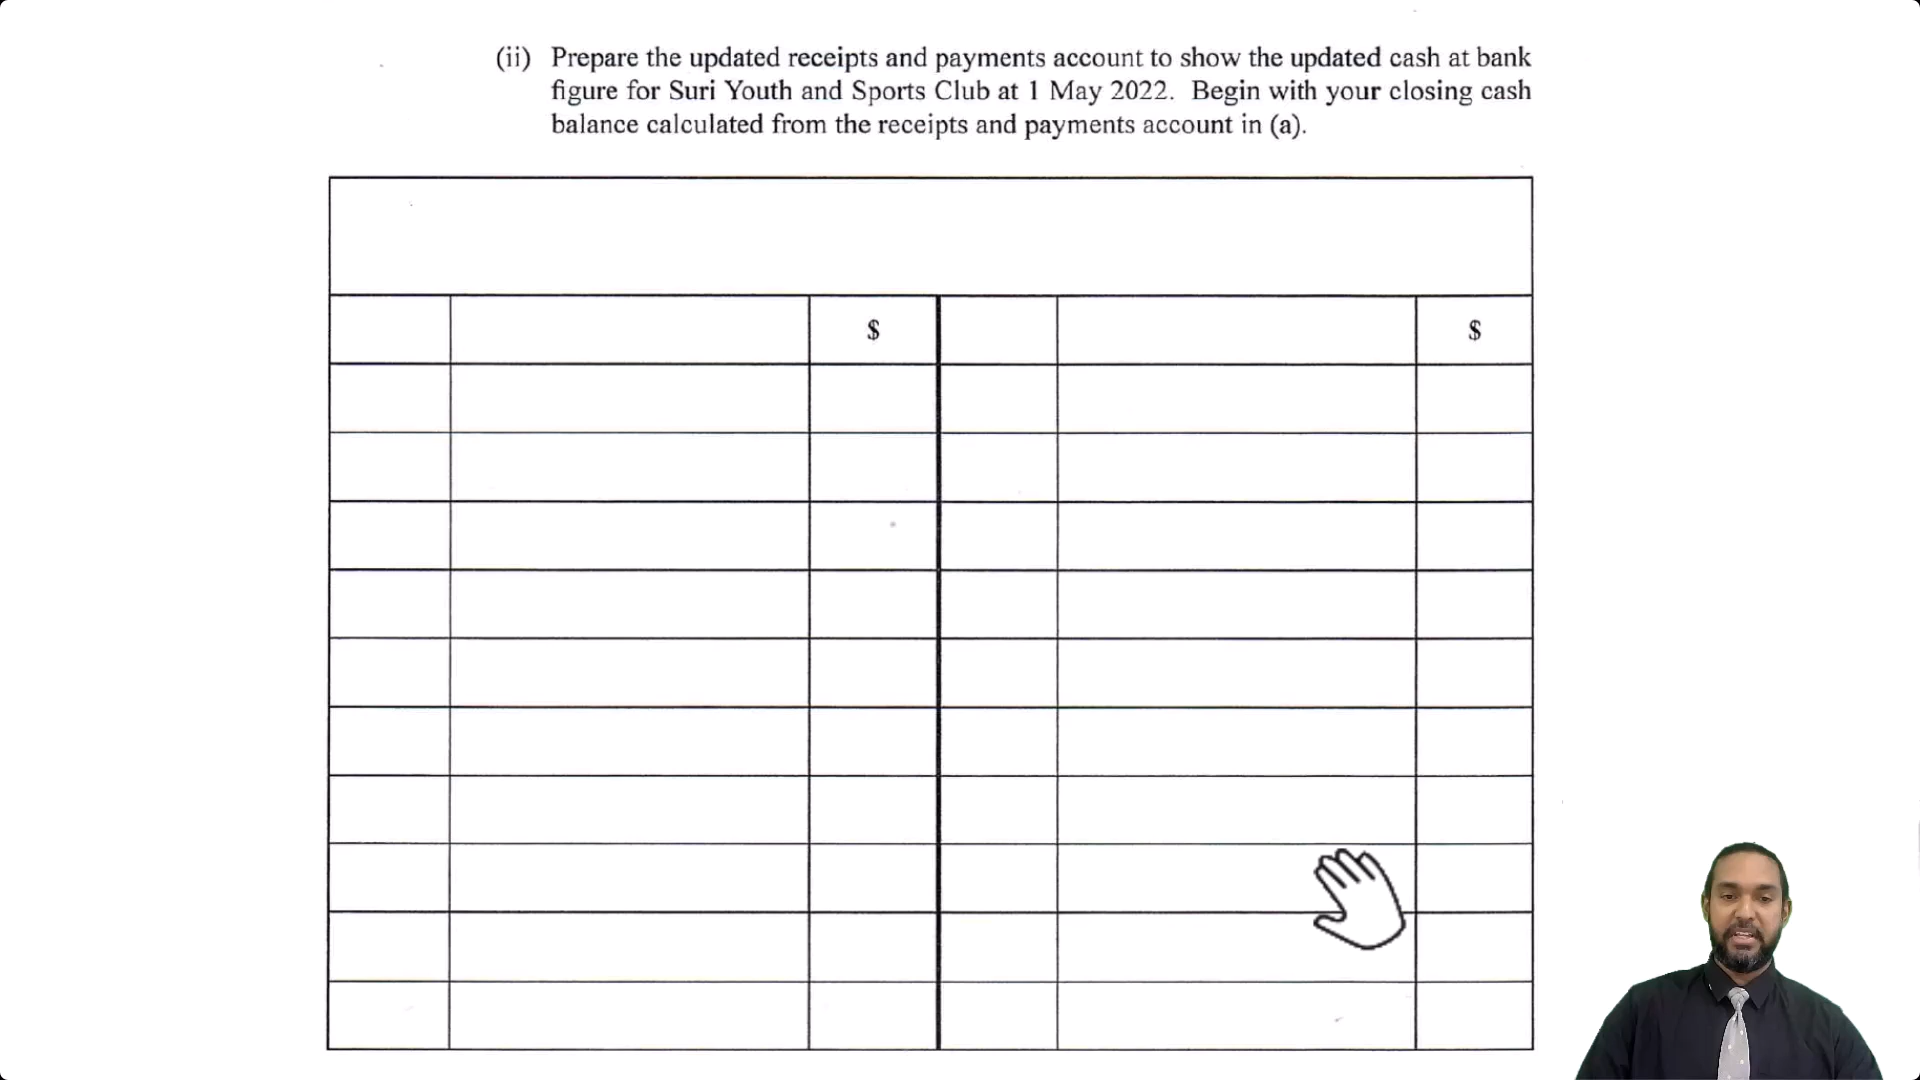 (ii) Prepare the updated receipts and payments account to show the updated cash at bank
figure for Suri Youth and Sports Club at 1 May 2022. Begin with your closing cash
balance calculated from the receipts and payments account in (a).
$ $